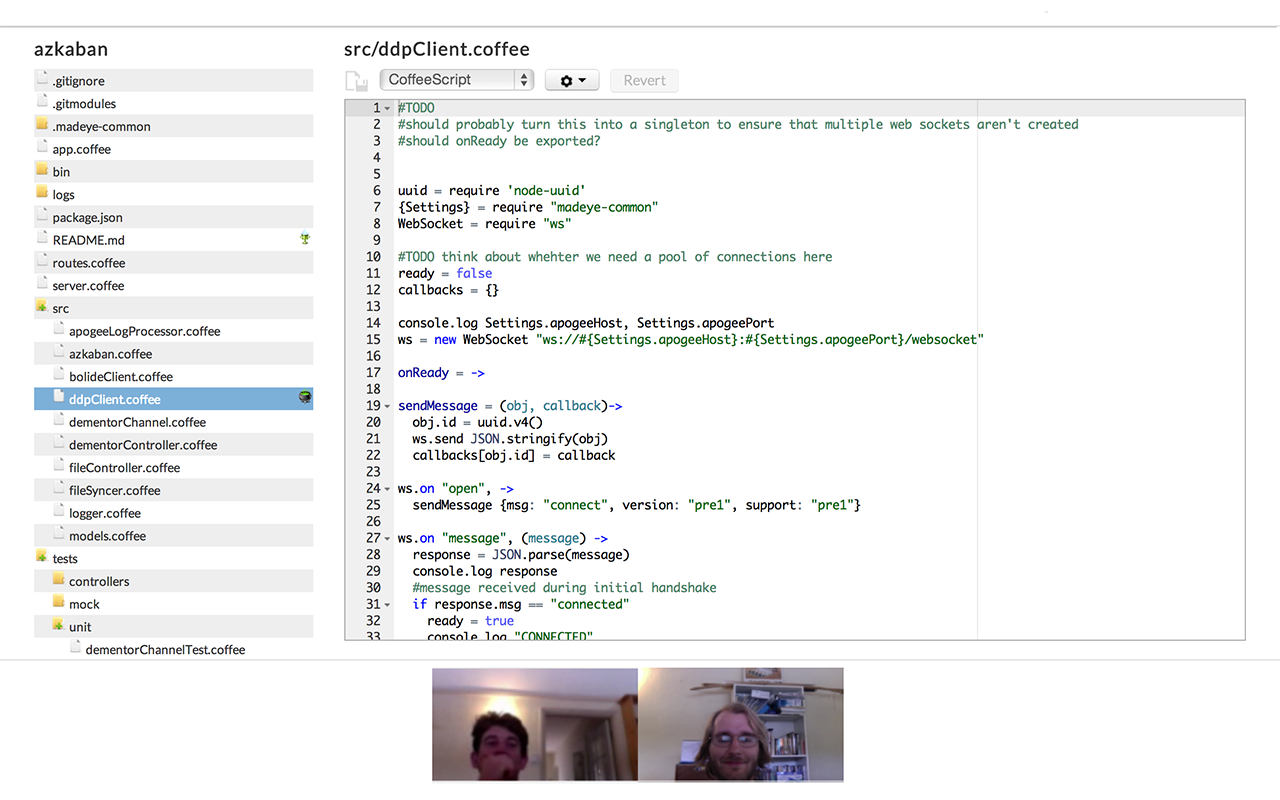 azkaban
.gitignore
.gitmodules
.madeye-common
app.coffee
bin
logs
package.json
README.md
routes.coffee
server.coffee
src
apogeeLogProcessor.coffee
azkaban.coffee
bolideClient.coffee
ddpClient.coffee
dementorChannel.coffee
dementorController.coffee
fileController.coffee
fileSyncer.coffee
logger.coffee
models.coffee
tests
controllers
mock
unit
dementorChannelTest.coffee
src/ddpClient.coffee
CoffeeScript Revert
1 #TODO
2 #should probably turn this into a singleton to ensure that multiple web sockets aren't created
3 #should onReady be exported?
4
5
6 uuid = require 'node-uuid'
7 {Settings} = require "madeye-common"
8 WebSocket = require "ws"
9
10 #TODO think about whehter we need a pool of connections here
11 ready = false
12 callbacks = {}
13
14 console.log Settings.apogeeHost, Settings.apogeePort
15 ws = new WebSocket "ws://#{Settings.apogeeHost}:#{Settings.apogeePort}/websocket"
16
17 onReady = ->
18
19 sendMessage = (obj, callback)->
20 obj.id = uuid.v4()
21 ws.send JSON.stringify(obj)
22 callbacks[obj.id] = callback
23
24 ws.on "open", ->
25 sendMessage {msg: "connect", version: "pre1", support: "pre1"}
26
27 ws.on "message", (message) ->
28 response = JSON.parse(message)
29 console.log response
30 #message received during initial handshake
31 if response.msg == "connected"
32 ready = true
33 console.log "CONNECTED"